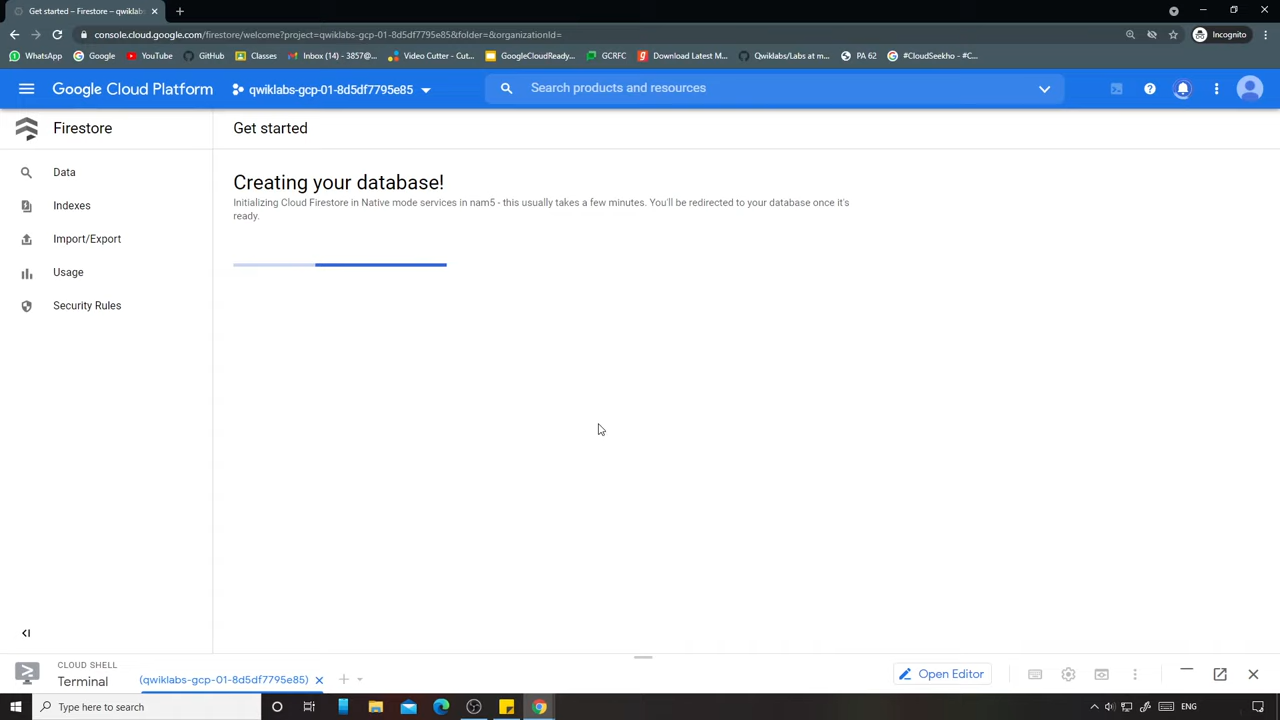 Get started – Firestore – qwiklabs
console.cloud.google.com/firestore/welcome?project=qwiklabs-gcp-01-8d5df7795e85&folder=&organizationId=
Incognito
WhatsApp
Google
YouTube
GitHub
Classes
Inbox (14) - 3857@...
Video Cutter - Cut...
GoogleCloudReady...
GCRFC
Download Latest M...
Qwiklabs/Labs at m...
PA 62
#CloudSeekho - #C...
Google Cloud Platform
qwiklabs-gcp-01-8d5df7795e85
Search products and resources
Firestore
Get started
Data
Indexes
Import/Export
Usage
Security Rules
Creating your database!
Initializing Cloud Firestore in Native mode services in nam5 - this usually takes a few minutes. You'll be redirected to your database once it's
ready.
CLOUD SHELL
Terminal
(qwiklabs-gcp-01-8d5df7795e85)
Open Editor
Type here to search
ENG